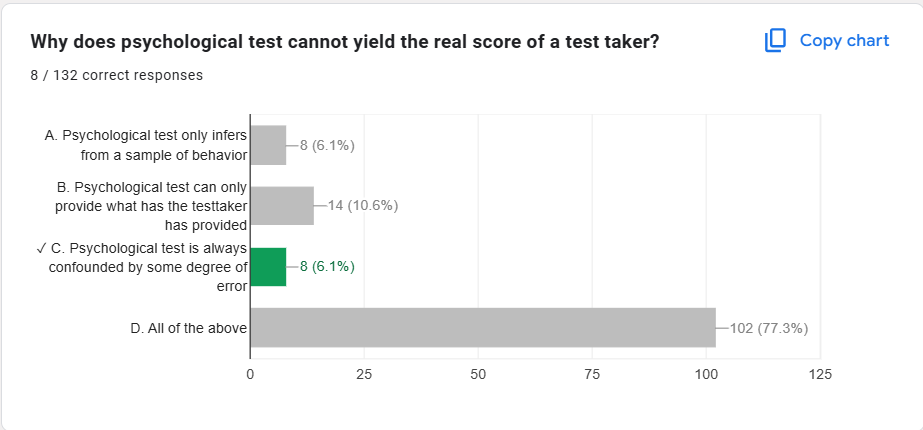 Why does psychological test cannot yield the real score of a test taker?
Copy chart
8 / 132 correct responses
A. Psychological test only infers
from a sample of behavior
8 (6.1%)
B. Psychological test can only
provide what has the testtaker
has provided
14 (10.6%)
✓ C. Psychological test is always
confounded by some degree of
error
8 (6.1%)
D. All of the above
102 (77.3%)
0
25
50
75
100
125